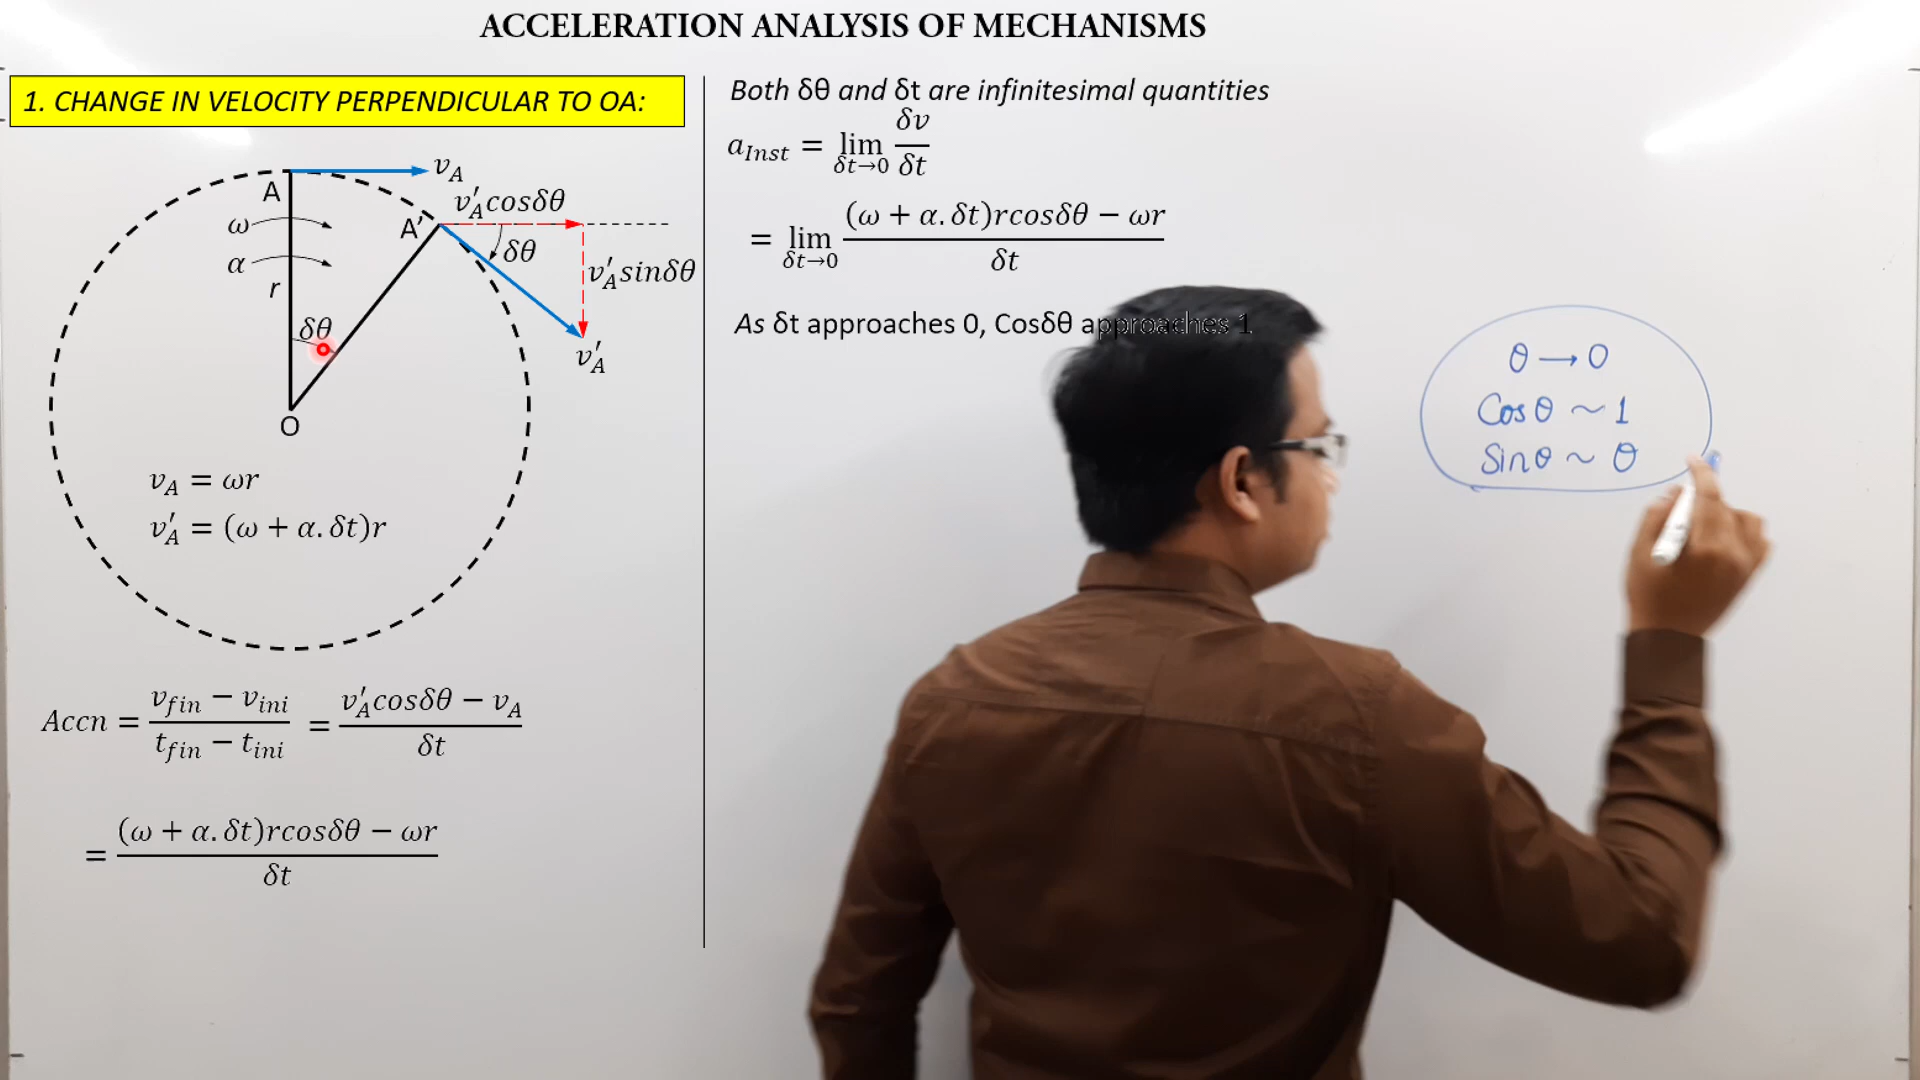 ACCELERATION ANALYSIS OF MECHANISMS
1. CHANGE IN VELOCITY PERPENDICULAR TO OA:
A
v_A
ω
α
r
δθ
O
A'
v'_A cosδθ
δθ
v'_A sinδθ
v'_A
v_A = ωr
v'_A = (ω + α. δt)r
Accn = (v_fin − v_ini)/(t_fin − t_ini) = (v'_A cosδθ − v_A)/δt
= ((ω + α. δt)rcosδθ − ωr)/δt
Both δθ and δt are infinitesimal quantities
a_Inst = lim_{δt→0} δv/δt
= lim_{δt→0} ((ω + α. δt)rcosδθ − ωr)/δt
As δt approaches 0, Cosδθ approaches 1
θ → 0
Cosθ ~ 1
Sinθ ~ θ